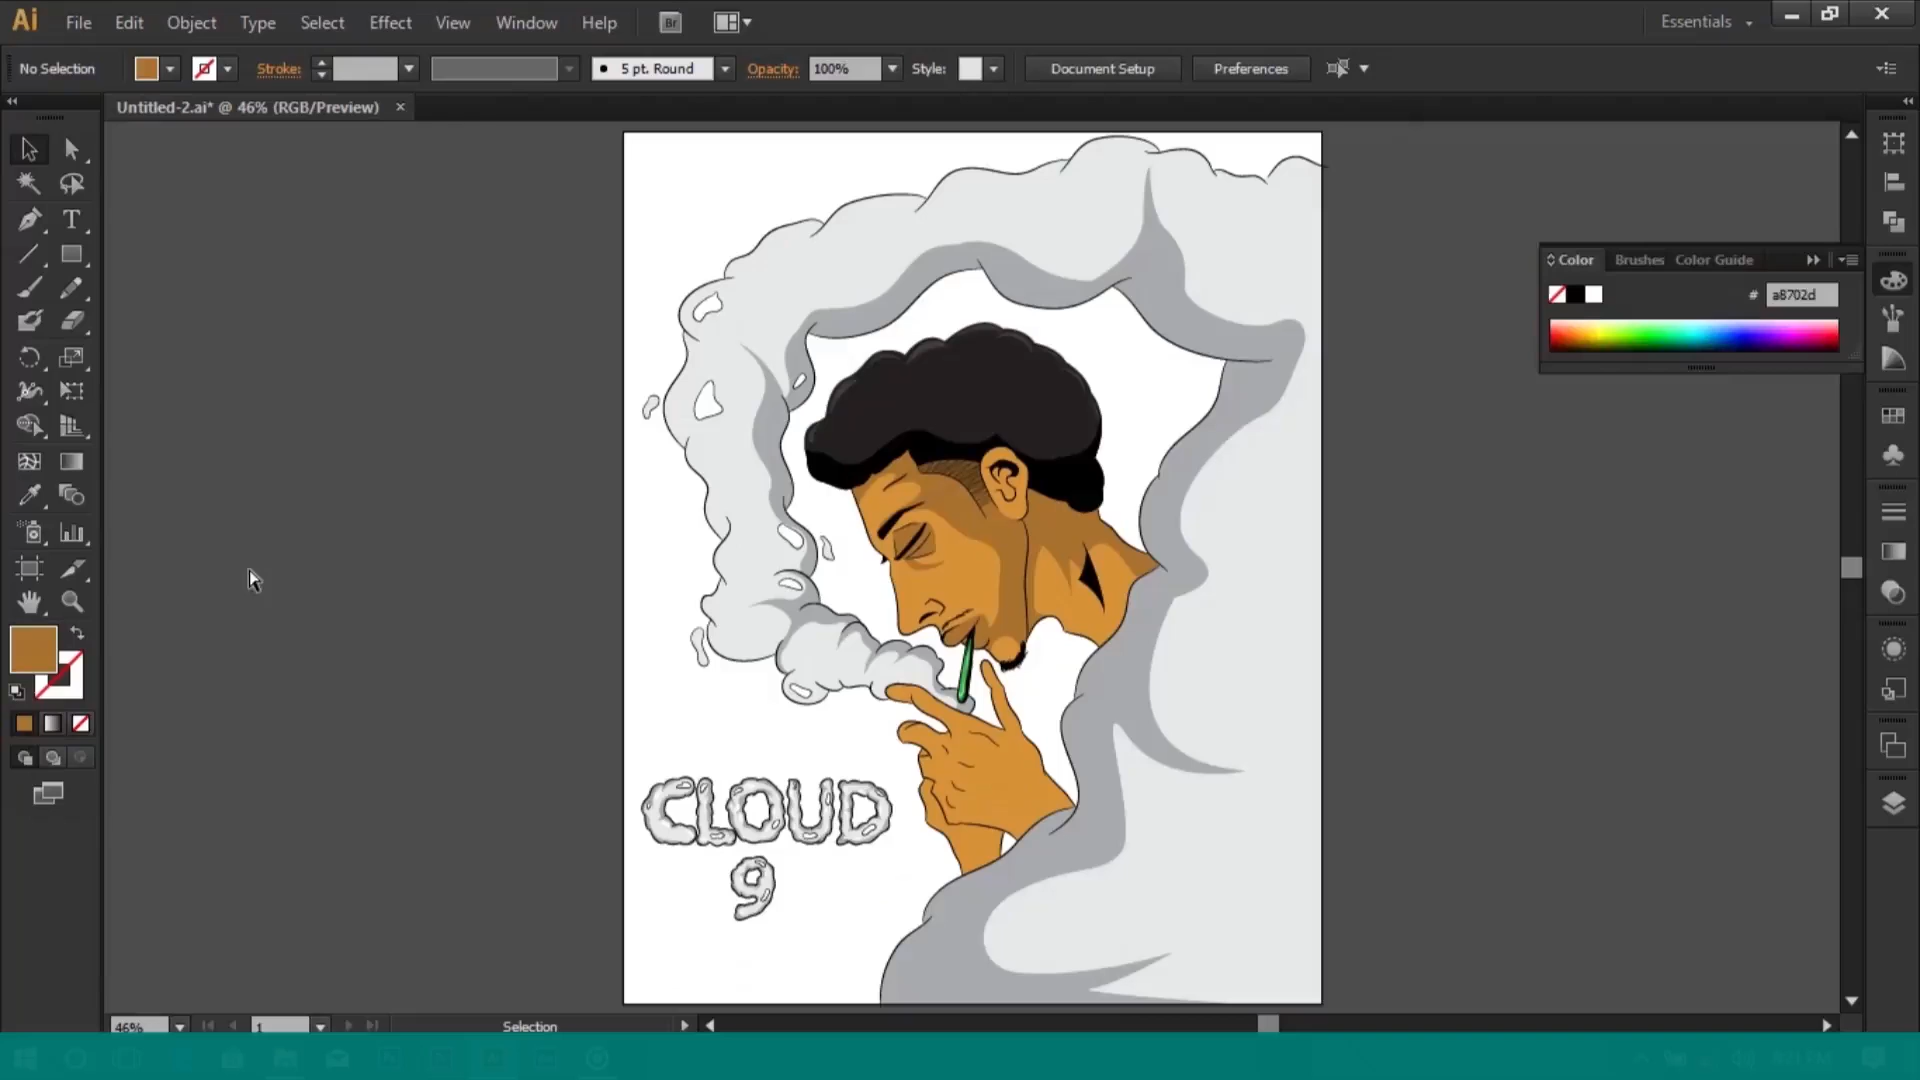 Ai File Edit Object Type Select Effect View Window Help Br Essentials
No Selection Stroke: 5 pt. Round Opacity: 100% Style: Document Setup Preferences
Untitled-2.ai* @ 46% (RGB/Preview)
Color Brushes Color Guide
# a8702d
CLOUD
9
46% 1 Selection